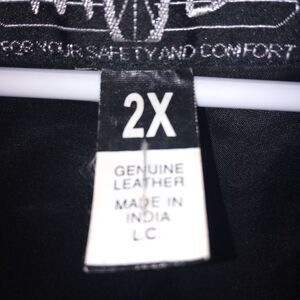 FOR YOUR SAFETY AND COMFORT
2X
GENUINE
LEATHER
MADE IN
INDIA
L.C.